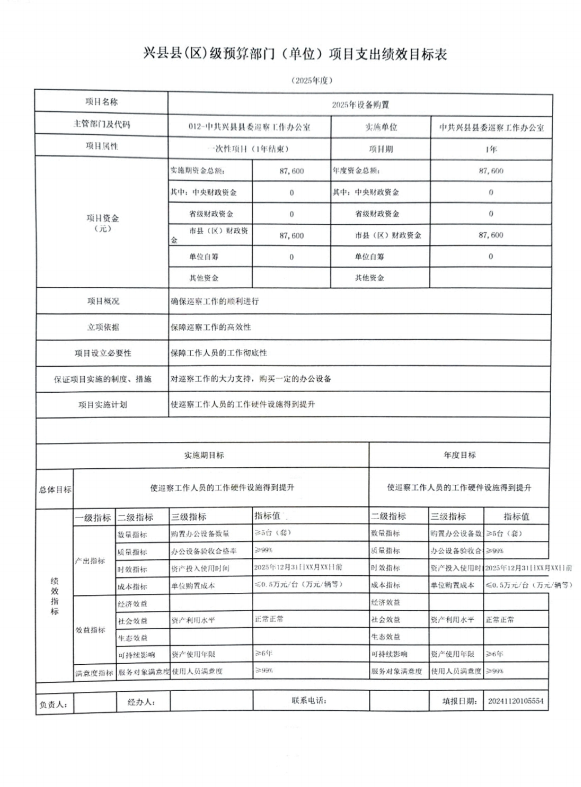 兴县县(区)级预算部门（单位）项目支出绩效目标表
（2025年度）
项目名称 2025年设备购置
主管部门及代码 012-中共兴县县委巡察工作办公室 实施单位 中共兴县县委巡察工作办公室
项目属性 一次性项目（1年结束） 项目期 1年
项目资金（元） 实施期资金总额： 87,600 年度资金总额： 87,600
其中：中央财政资金 0 其中：中央财政资金 0
省级财政资金 0 省级财政资金 0
市县（区）财政资金 87,600 市县（区）财政资金 87,600
单位自筹 0 单位自筹 0
其他资金 其他资金
项目概况 确保巡察工作的顺利进行
立项依据 保障巡察工作的高效性
项目设立必要性 保障工作人员的工作彻底性
保证项目实施的制度、措施 对巡察工作的大力支持，购买一定的办公设备
项目实施计划 使巡察工作人员的工作硬件设施得到提升
实施期目标 年度目标
总体目标 使巡察工作人员的工作硬件设施得到提升 使巡察工作人员的工作硬件设施得到提升
绩效指标 一级指标 二级指标 三级指标 指标值 二级指标 三级指标 指标值
产出指标 数量指标 购置办公设备数量 ≥5台（套） 数量指标 购置办公设备数 ≥5台（套）
质量指标 办公设备验收合格率 ≥99% 质量指标 办公设备验收合 ≥99%
时效指标 资产投入使用时间 2025年12月31日XX月XX日前 时效指标 资产投入使用时 2025年12月31日XX月XX日前
成本指标 单位购置成本 ≤0.5万元/台（万元/辆等） 成本指标 单位购置成本 ≤0.5万元/台（万元/辆等）
效益指标 经济效益 经济效益
社会效益 资产利用水平 正常正常 社会效益 资产利用水平 正常正常
生态效益 生态效益
可持续影响 资产使用年限 ≥6年 可持续影响 资产使用年限 ≥6年
满意度指标 服务对象满意度 使用人员满意度 ≥99% 服务对象满意度 使用人员满意度 ≥99%
负责人： 经办人： 联系电话： 填报日期： 20241120105554